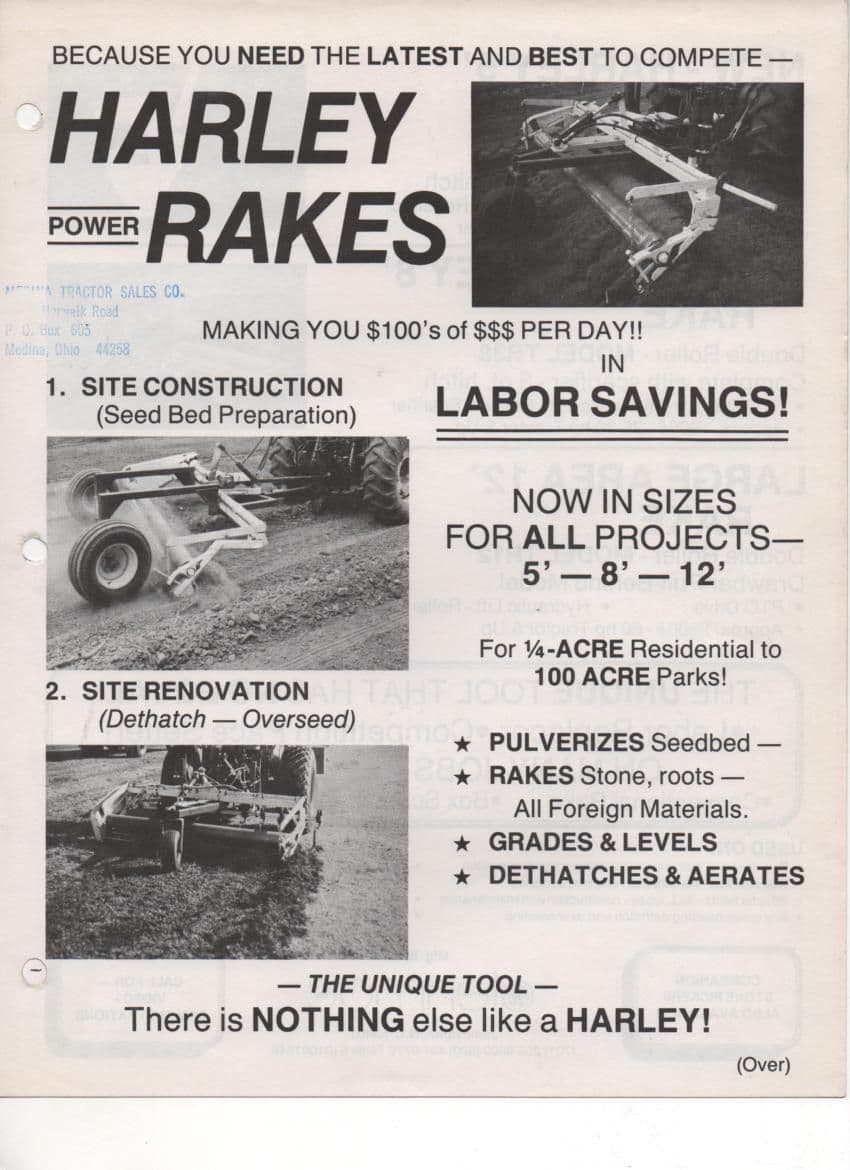 BECAUSE YOU NEED THE LATEST AND BEST TO COMPETE —
HARLEY
POWER RAKES
TRACTOR SALES CO.
Road
P. O. Box 603
Medina, Ohio 44258
MAKING YOU $100's of $$$ PER DAY!!
IN
LABOR SAVINGS!
1. SITE CONSTRUCTION
(Seed Bed Preparation)
NOW IN SIZES
FOR ALL PROJECTS—
5' — 8' — 12'
For ¼-ACRE Residential to
100 ACRE Parks!
2. SITE RENOVATION
(Dethatch — Overseed)
★ PULVERIZES Seedbed —
★ RAKES Stone, roots —
All Foreign Materials.
★ GRADES & LEVELS
★ DETHATCHES & AERATES
— THE UNIQUE TOOL —
There is NOTHING else like a HARLEY!
(Over)